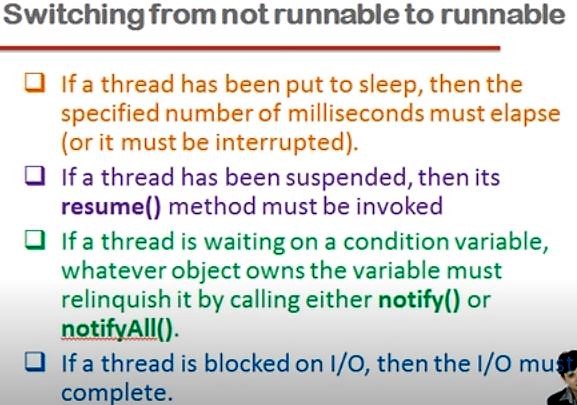 Switching from not runnable to runnable
If a thread has been put to sleep, then the
specified number of milliseconds must elapse
(or it must be interrupted).
If a thread has been suspended, then its
resume() method must be invoked
If a thread is waiting on a condition variable,
whatever object owns the variable must
relinquish it by calling either notify() or
notifyAll().
If a thread is blocked on I/O, then the I/O must
complete.